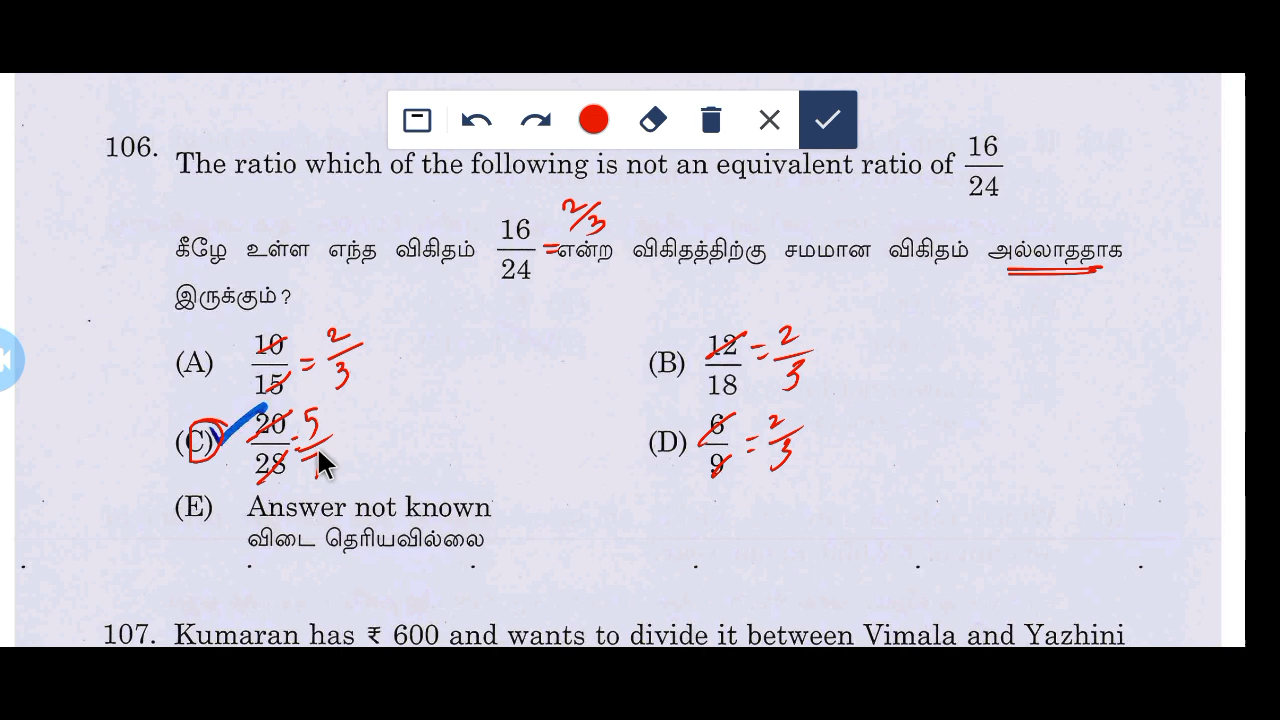 106. The ratio which of the following is not an equivalent ratio of 16/24
2/3
கீழே உள்ள எந்த விகிதம் 16/24 = என்ற விகிதத்திற்கு சமமான விகிதம் அல்லாததாக
இருக்கும்?
(A) 10/15 = 2/3 (B) 12/18 = 2/3
(C) 20/28 = 5/ (D) 6/9 = 2/3
(E) Answer not known
விடை தெரியவில்லை
107. Kumaran has ₹ 600 and wants to divide it between Vimala and Yazhini